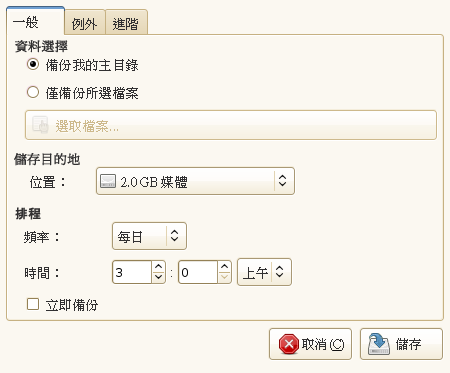 一般 例外 進階
資料選擇
備份我的主目錄
僅備份所選檔案
選取檔案...
儲存目的地
位置： 2.0 GB 媒體
排程
頻率： 每日
時間： 3 : 0 上午
立即備份
取消(C) 儲存